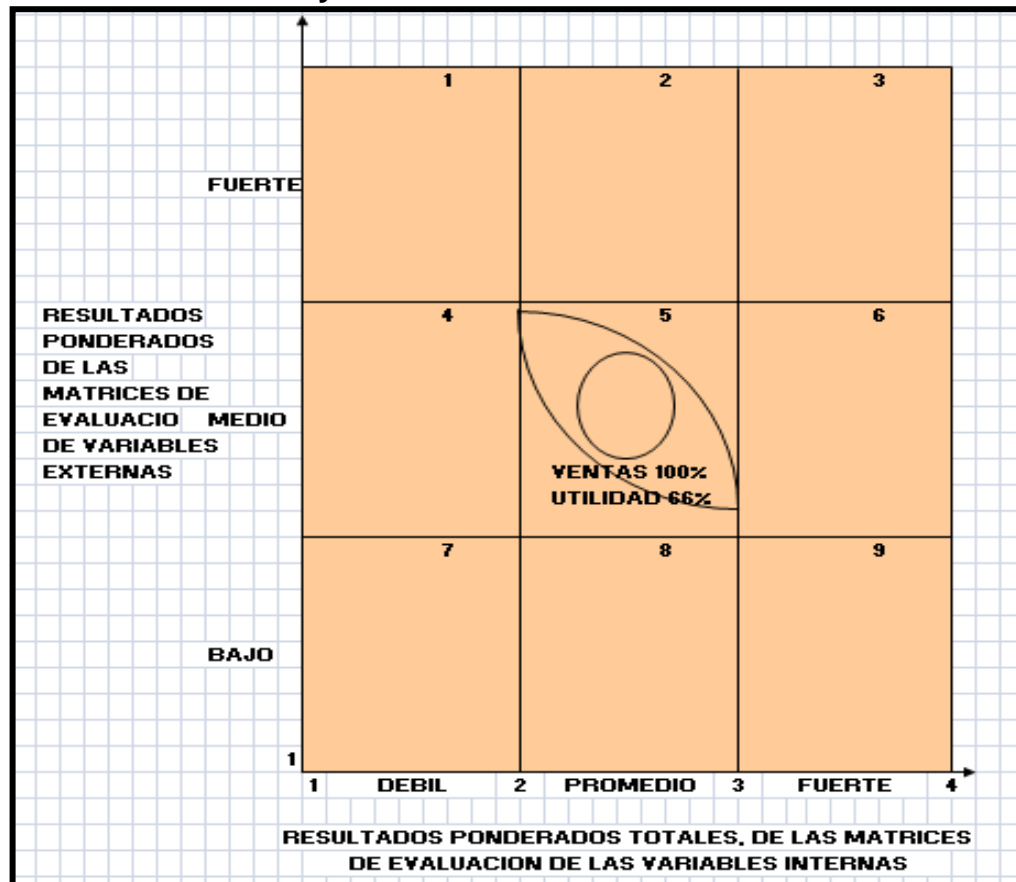 1 2 3
FUERTE
RESULTADOS 4 5 6
PONDERADOS
DE LAS
MATRICES DE
EVALUACIO MEDIO
DE VARIABLES
EXTERNAS VENTAS 100%
UTILIDAD 66%
7 8 9
BAJO
1
1 DEBIL 2 PROMEDIO 3 FUERTE 4
RESULTADOS PONDERADOS TOTALES, DE LAS MATRICES
DE EVALUACION DE LAS VARIABLES INTERNAS